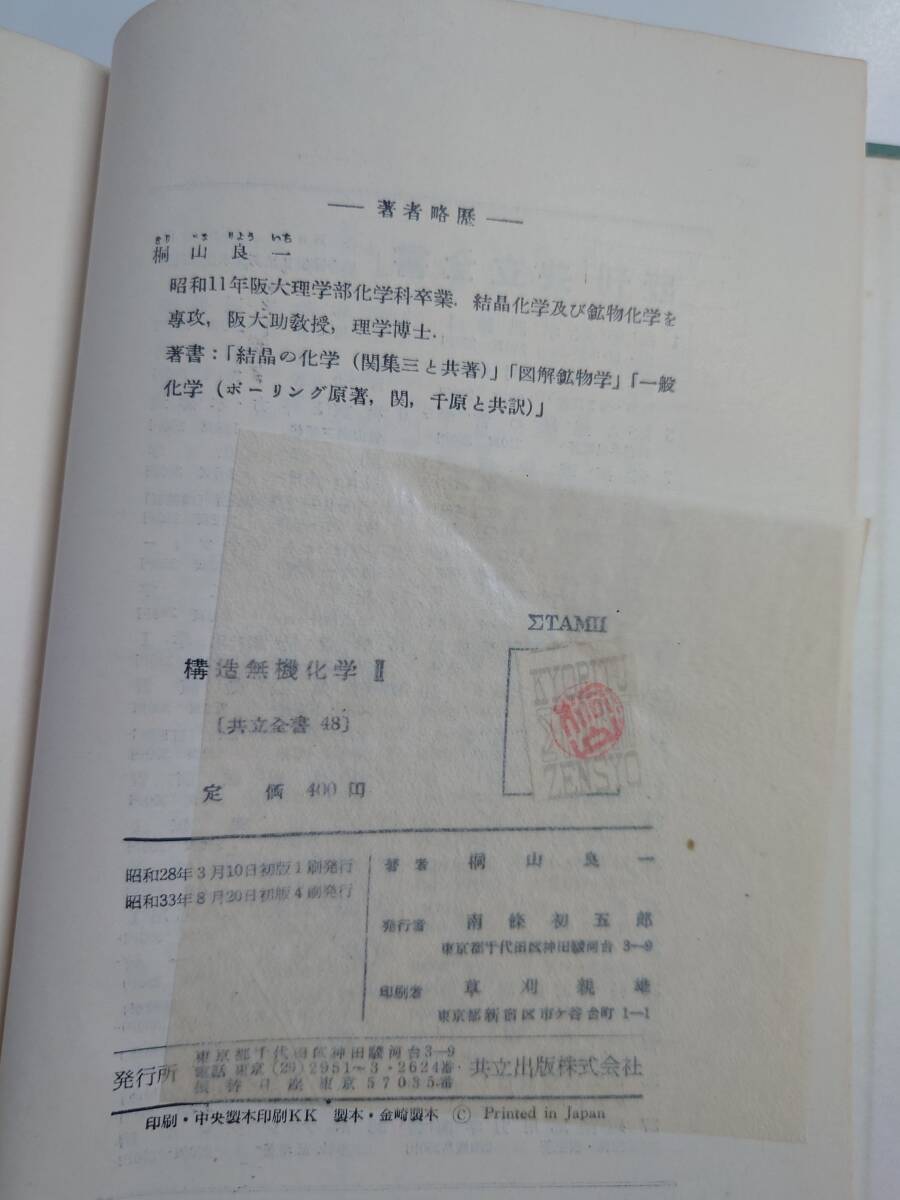 著者略歴
きり やま りょう いち
桐山良一
昭和11年阪大理学部化学科卒業．結晶化学及び鉱物化学を
専攻，阪大助教授，理学博士．
著書：「結晶の化学（関集三と共著）」「図解鉱物学」「一般
化学（ポーリング原著，関，千原と共訳）」
ΣTAMΠ
構造無機化学 II
［共立全書 48］
定価 400円
KYORITU
ZENSYO
桐山
昭和28年3月10日初版1刷発行
昭和33年8月20日初版4刷発行
著者 桐山良一
発行者 南條初五郎
東京都千代田区神田駿河台 3—9
印刷者 草刈親雄
東京都新宿区市ケ谷台町 1—1
発行所
東京都千代田区神田駿河台3—9
電話 東京(29) 2951〜3・2624番
振替口座東京57035番
共立出版株式会社
印刷・中央製本印刷KK 製本・金崎製本 © Printed in Japan